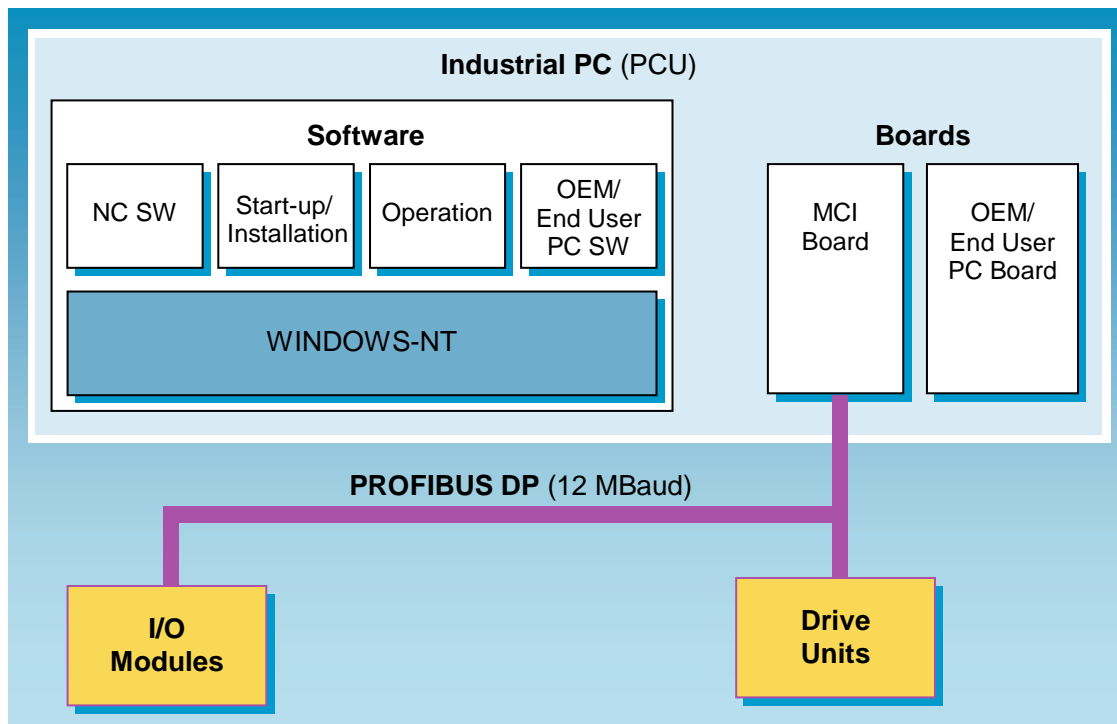 Industrial PC (PCU)
Software
NC SW
Start-up/
Installation
Operation
OEM/
End User
PC SW
WINDOWS-NT
Boards
MCI
Board
OEM/
End User
PC Board
PROFIBUS DP (12 MBaud)
I/O
Modules
Drive
Units